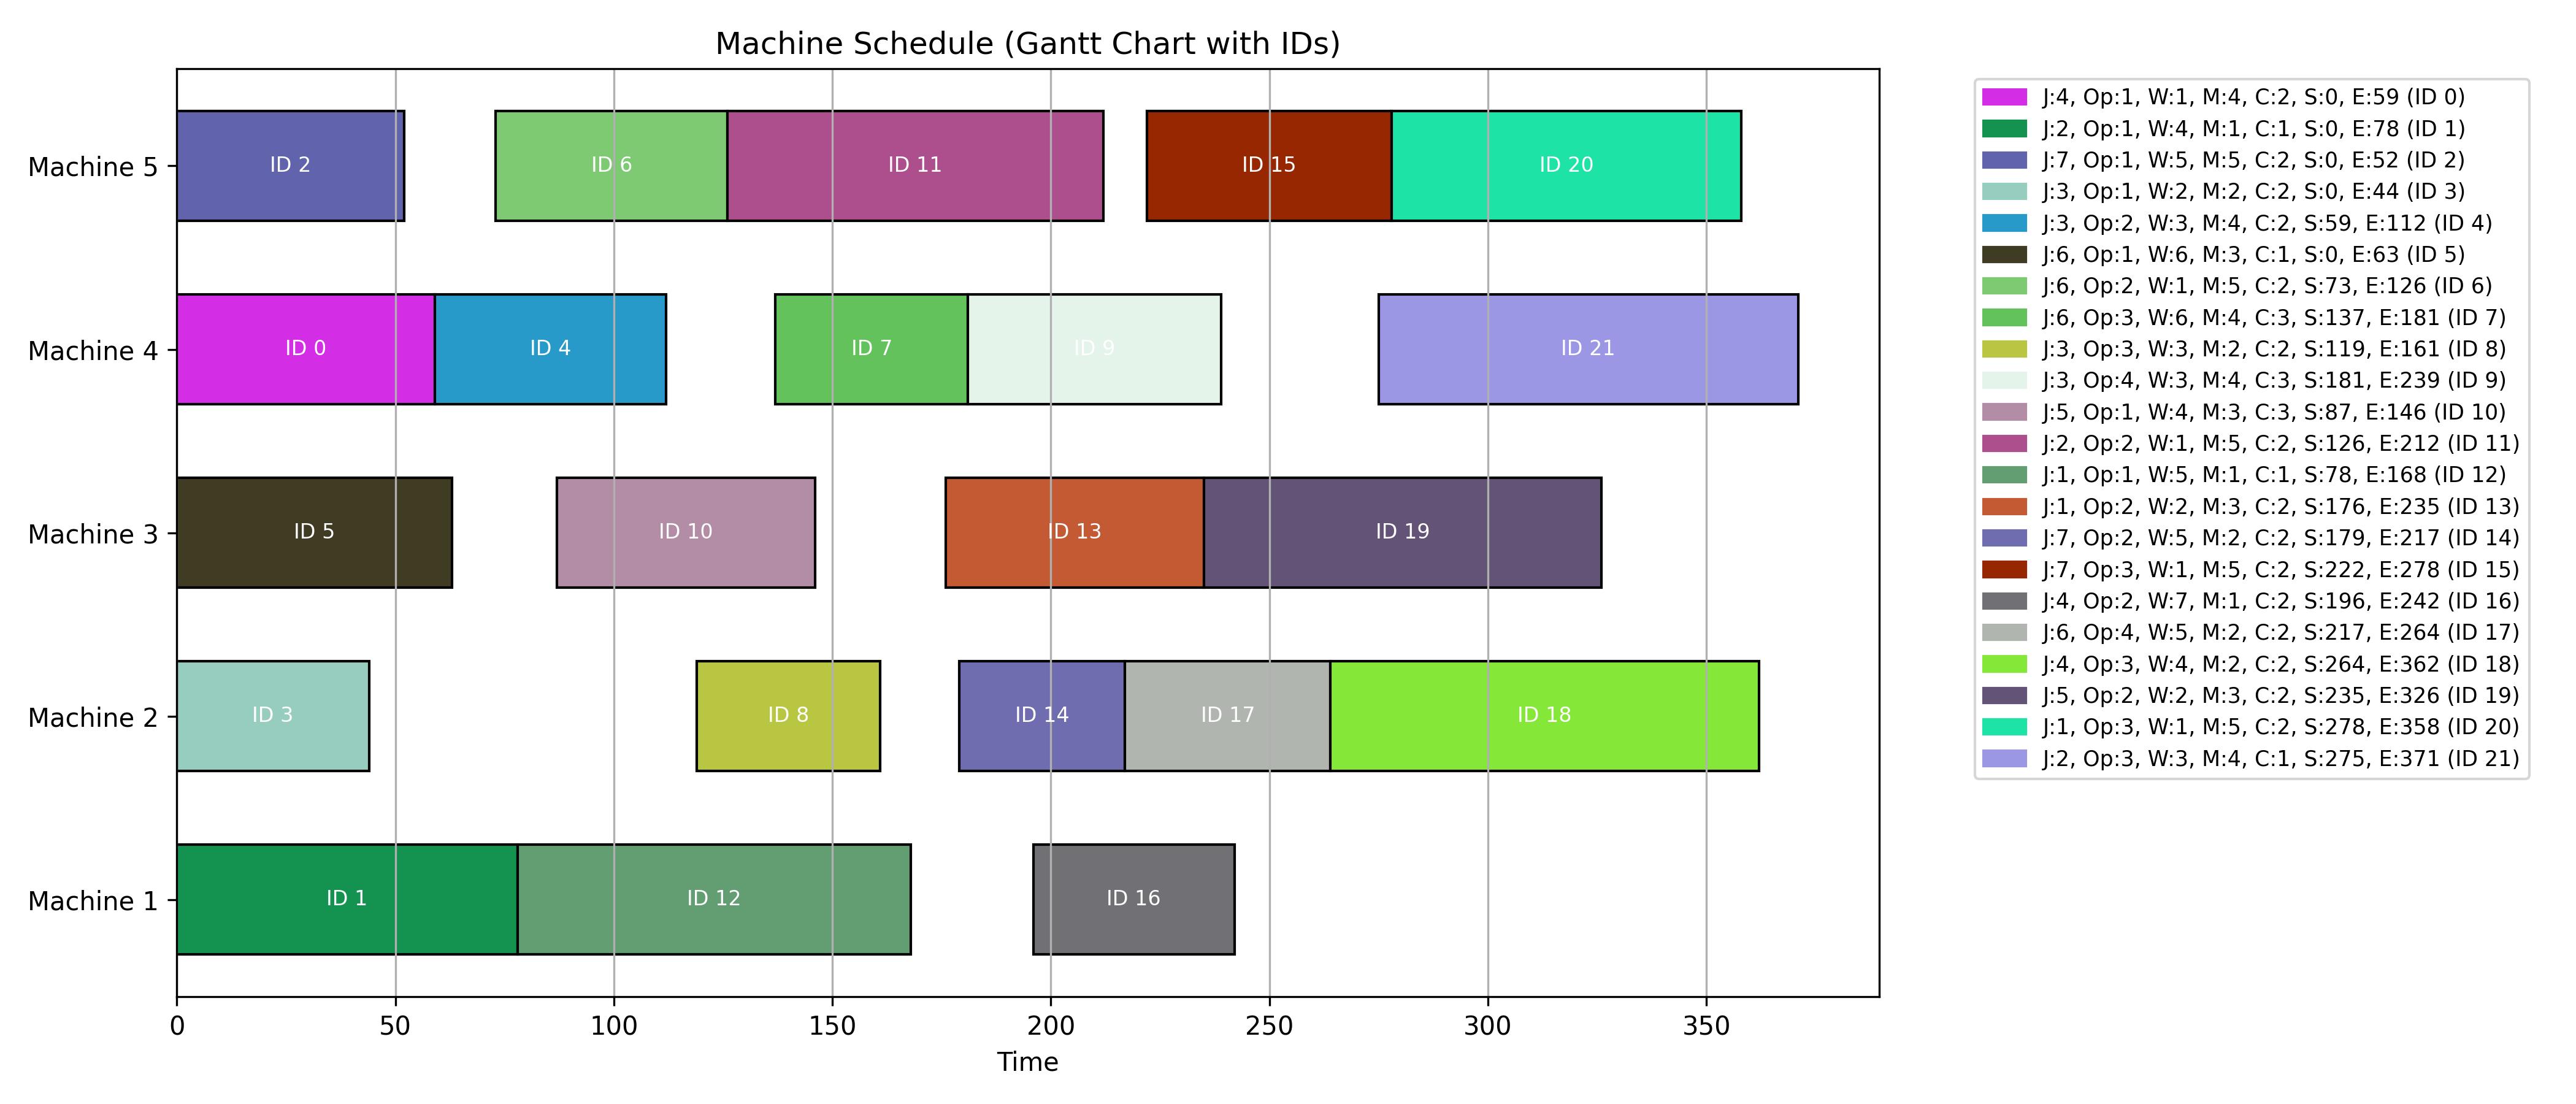 Machine Schedule (Gantt Chart with IDs)
Machine 5
ID 2
ID 6
ID 11
ID 15
ID 20
Machine 4
ID 0
ID 4
ID 7
ID 9
ID 21
Machine 3
ID 5
ID 10
ID 13
ID 19
Machine 2
ID 3
ID 8
ID 14
ID 17
ID 18
Machine 1
ID 1
ID 12
ID 16
0 50 100 150 200 250 300 350
Time
J:4, Op:1, W:1, M:4, C:2, S:0, E:59 (ID 0)
J:2, Op:1, W:4, M:1, C:1, S:0, E:78 (ID 1)
J:7, Op:1, W:5, M:5, C:2, S:0, E:52 (ID 2)
J:3, Op:1, W:2, M:2, C:2, S:0, E:44 (ID 3)
J:3, Op:2, W:3, M:4, C:2, S:59, E:112 (ID 4)
J:6, Op:1, W:6, M:3, C:1, S:0, E:63 (ID 5)
J:6, Op:2, W:1, M:5, C:2, S:73, E:126 (ID 6)
J:6, Op:3, W:6, M:4, C:3, S:137, E:181 (ID 7)
J:3, Op:3, W:3, M:2, C:2, S:119, E:161 (ID 8)
J:3, Op:4, W:3, M:4, C:3, S:181, E:239 (ID 9)
J:5, Op:1, W:4, M:3, C:3, S:87, E:146 (ID 10)
J:2, Op:2, W:1, M:5, C:2, S:126, E:212 (ID 11)
J:1, Op:1, W:5, M:1, C:1, S:78, E:168 (ID 12)
J:1, Op:2, W:2, M:3, C:2, S:176, E:235 (ID 13)
J:7, Op:2, W:5, M:2, C:2, S:179, E:217 (ID 14)
J:7, Op:3, W:1, M:5, C:2, S:222, E:278 (ID 15)
J:4, Op:2, W:7, M:1, C:2, S:196, E:242 (ID 16)
J:6, Op:4, W:5, M:2, C:2, S:217, E:264 (ID 17)
J:4, Op:3, W:4, M:2, C:2, S:264, E:362 (ID 18)
J:5, Op:2, W:2, M:3, C:2, S:235, E:326 (ID 19)
J:1, Op:3, W:1, M:5, C:2, S:278, E:358 (ID 20)
J:2, Op:3, W:3, M:4, C:1, S:275, E:371 (ID 21)